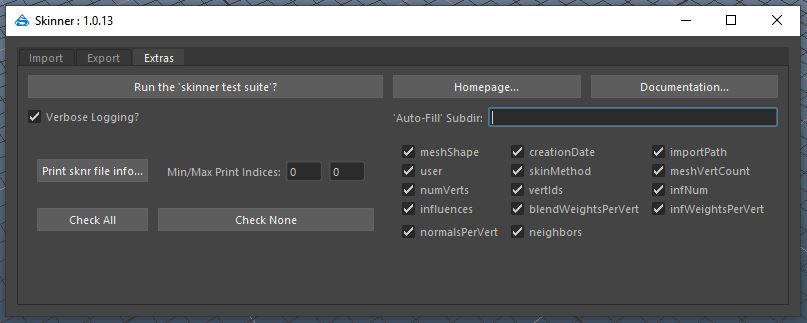 Skinner : 1.0.13
Import Export Extras
Run the 'skinner test suite'? Homepage... Documentation...
Verbose Logging? 'Auto-Fill' Subdir:
meshShape creationDate importPath
Print sknr file info... Min/Max Print Indices: 0 0 user skinMethod meshVertCount
numVerts vertIds infNum
influences blendWeightsPerVert infWeightsPerVert
Check All Check None
normalsPerVert neighbors